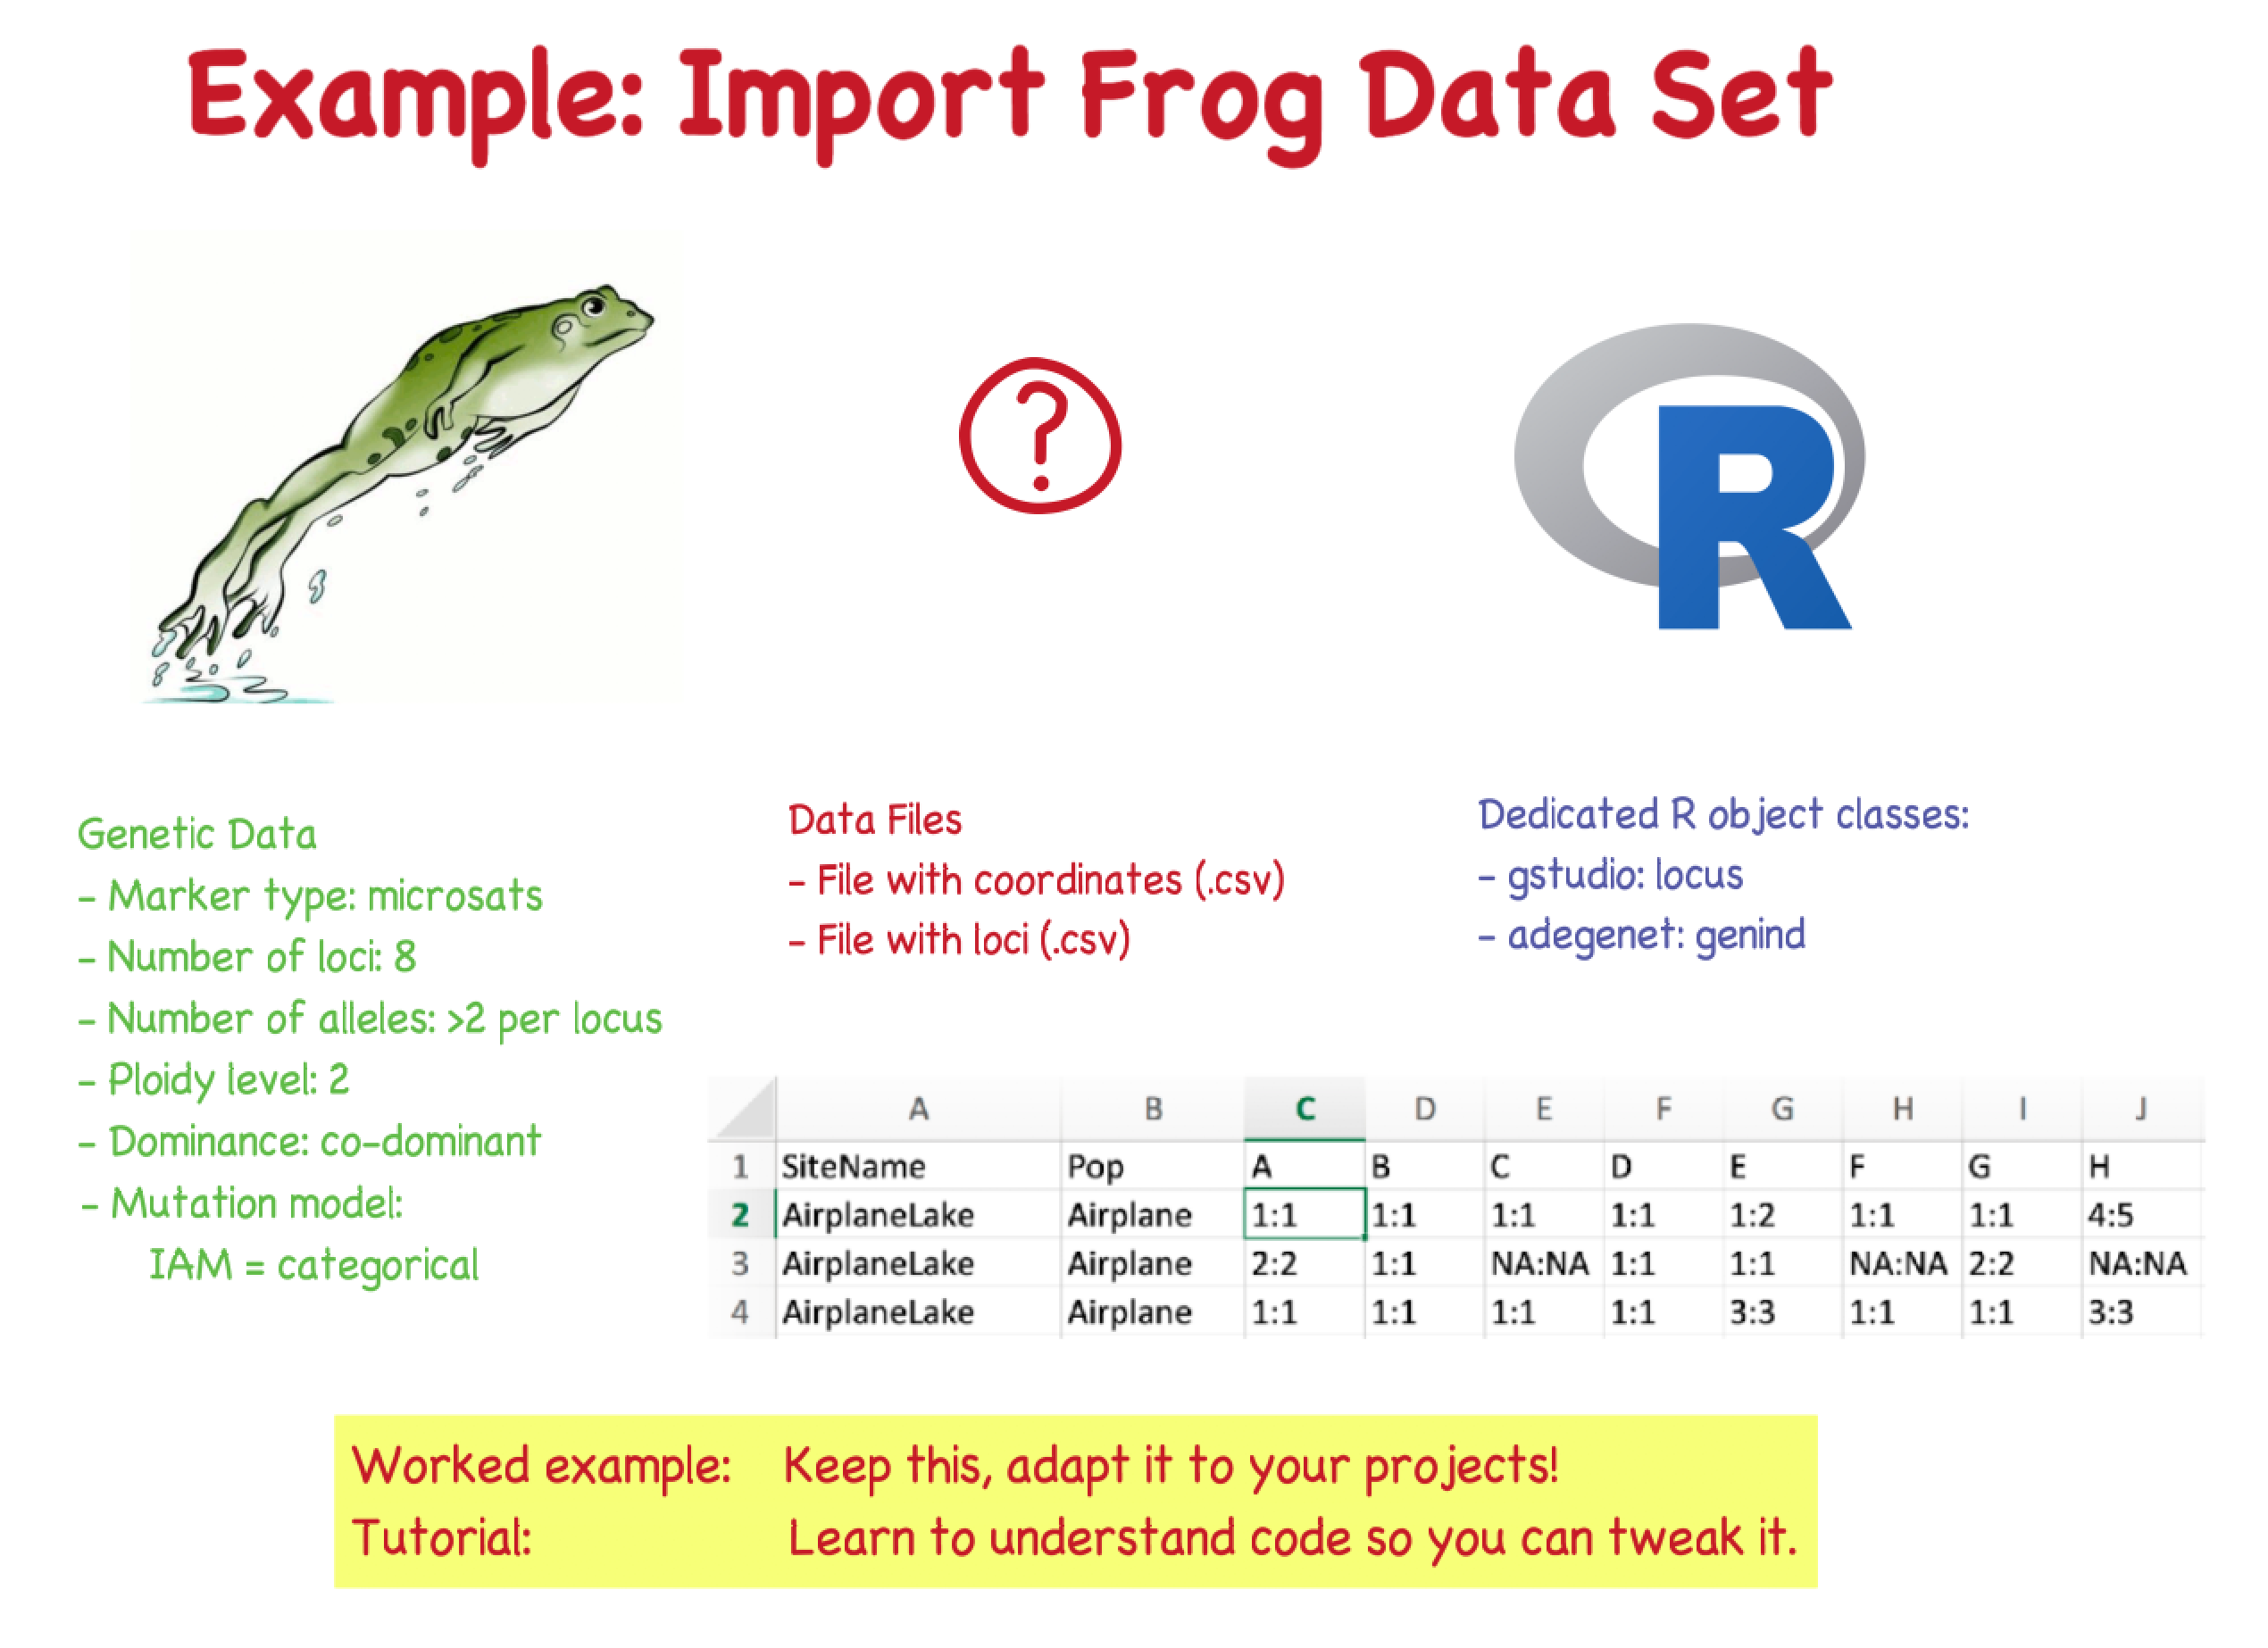 Example: Import Frog Data Set
?
R
Genetic Data
- Marker type: microsats
- Number of loci: 8
- Number of alleles: >2 per locus
- Ploidy level: 2
- Dominance: co-dominant
- Mutation model:
IAM = categorical
Data Files
- File with coordinates (.csv)
- File with loci (.csv)
Dedicated R object classes:
- gstudio: locus
- adegenet: genind
A B C D E F G H I J
1 SiteName Pop A B C D E F G H
2 AirplaneLake Airplane 1:1 1:1 1:1 1:1 1:2 1:1 1:1 4:5
3 AirplaneLake Airplane 2:2 1:1 NA:NA 1:1 1:1 NA:NA 2:2 NA:NA
4 AirplaneLake Airplane 1:1 1:1 1:1 1:1 3:3 1:1 1:1 3:3
Worked example: Keep this, adapt it to your projects!
Tutorial: Learn to understand code so you can tweak it.